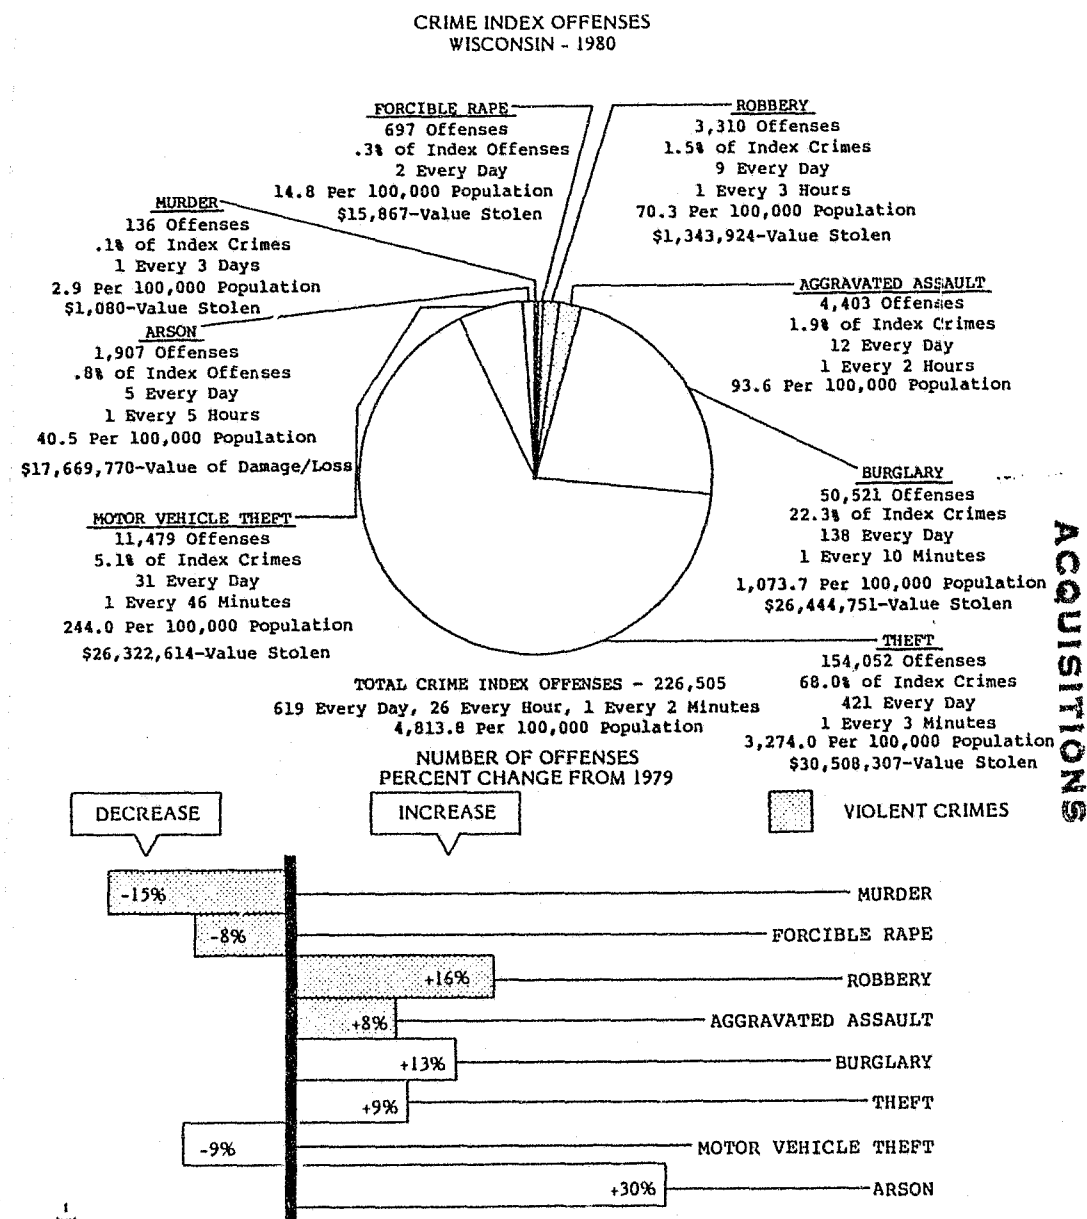 CRIME INDEX OFFENSES
WISCONSIN - 1980
FORCIBLE RAPE
697 Offenses
.3% of Index Offenses
2 Every Day
14.8 Per 100,000 Population
$15,867-Value Stolen
ROBBERY
3,310 Offenses
1.5% of Index Crimes
9 Every Day
1 Every 3 Hours
70.3 Per 100,000 Population
$1,343,924-Value Stolen
MURDER
136 Offenses
.1% of Index Crimes
1 Every 3 Days
2.9 Per 100,000 Population
$1,080-Value Stolen
AGGRAVATED ASSAULT
4,403 Offenses
1.9% of Index Crimes
12 Every Day
1 Every 2 Hours
93.6 Per 100,000 Population
ARSON
1,907 Offenses
.8% of Index Offenses
5 Every Day
1 Every 5 Hours
40.5 Per 100,000 Population
$17,669,770-Value of Damage/Loss
BURGLARY
50,521 Offenses
22.3% of Index Crimes
138 Every Day
1 Every 10 Minutes
1,073.7 Per 100,000 Population
$26,444,751-Value Stolen
MOTOR VEHICLE THEFT
11,479 Offenses
5.1% of Index Crimes
31 Every Day
1 Every 46 Minutes
244.0 Per 100,000 Population
$26,322,614-Value Stolen
THEFT
154,052 Offenses
68.0% of Index Crimes
421 Every Day
1 Every 3 Minutes
3,274.0 Per 100,000 Population
$30,508,307-Value Stolen
ACQUISITIONS
TOTAL CRIME INDEX OFFENSES - 226,505
619 Every Day, 26 Every Hour, 1 Every 2 Minutes
4,813.8 Per 100,000 Population
NUMBER OF OFFENSES
PERCENT CHANGE FROM 1979
DECREASE
INCREASE
VIOLENT CRIMES
-15% MURDER
-8% FORCIBLE RAPE
+16% ROBBERY
+8% AGGRAVATED ASSAULT
+13% BURGLARY
+9% THEFT
-9% MOTOR VEHICLE THEFT
+30% ARSON